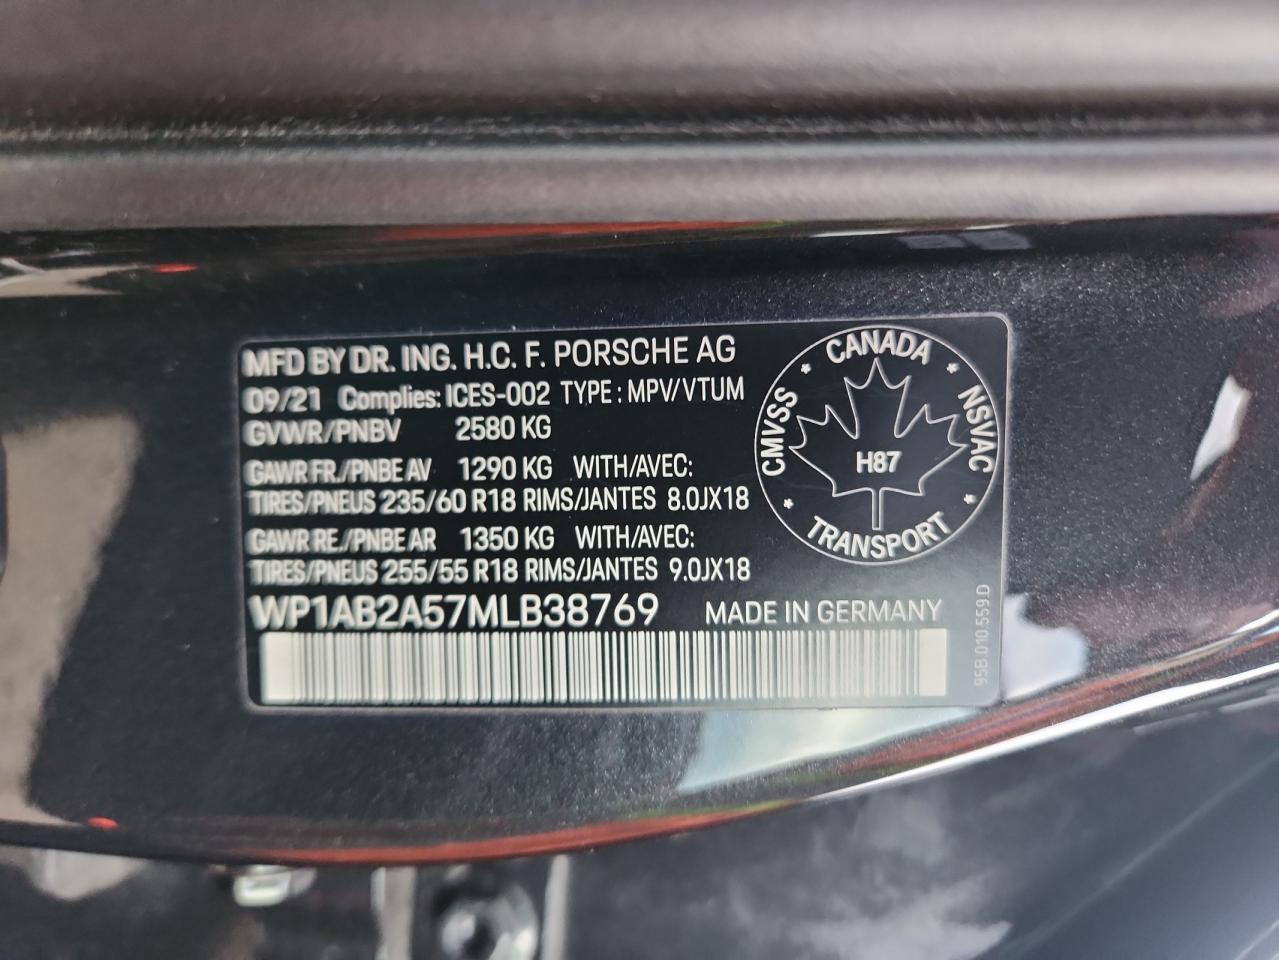 MFD BY DR. ING. H.C. F. PORSCHE AG
09/21 Complies: ICES-002 TYPE : MPV/VTUM
GVWR/PNBV 2580 KG
GAWR FR./PNBE AV 1290 KG WITH/AVEC:
TIRES/PNEUS 235/60 R18 RIMS/JANTES 8.0JX18
GAWR RE./PNBE AR 1350 KG WITH/AVEC:
TIRES/PNEUS 255/55 R18 RIMS/JANTES 9.0JX18
WP1AB2A57MLB38769 MADE IN GERMANY
CANADA
CMVSS
NSVAC
H87
TRANSPORT
95B.010.559.D